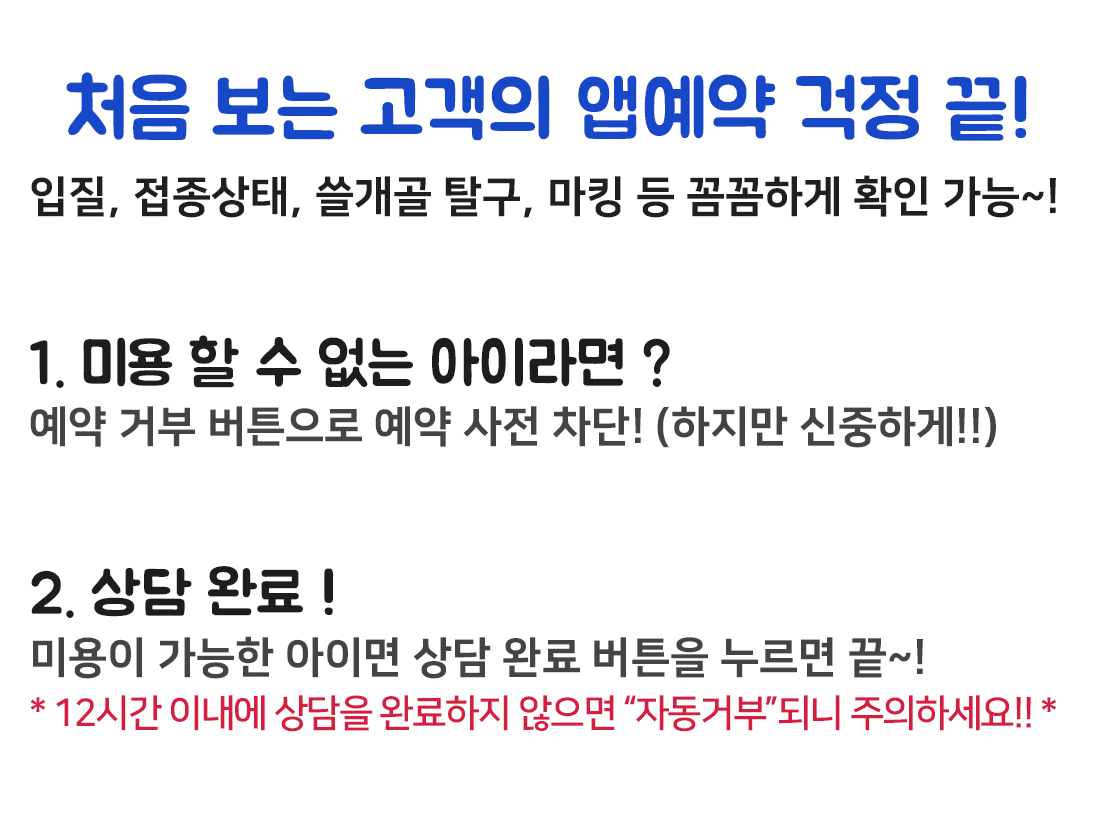 처음 보는 고객의 앱예약 걱정 끝!
입질, 접종상태, 쓸개골 탈구, 마킹 등 꼼꼼하게 확인 가능~!
1. 미용 할 수 없는 아이라면 ?
예약 거부 버튼으로 예약 사전 차단! (하지만 신중하게!!)
2. 상담 완료 !
미용이 가능한 아이면 상담 완료 버튼을 누르면 끝~!
* 12시간 이내에 상담을 완료하지 않으면 “자동거부”되니 주의하세요!! *